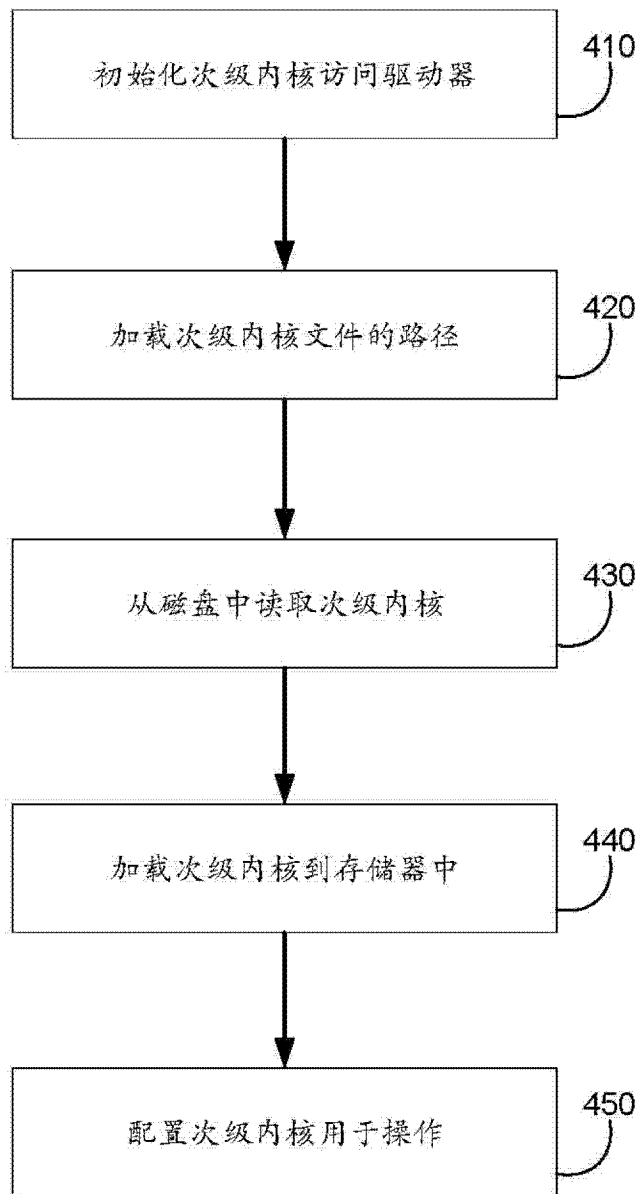 初始化次级内核访问驱动器
410
加载次级内核文件的路径
420
从磁盘中读取次级内核
430
加载次级内核到存储器中
440
配置次级内核用于操作
450